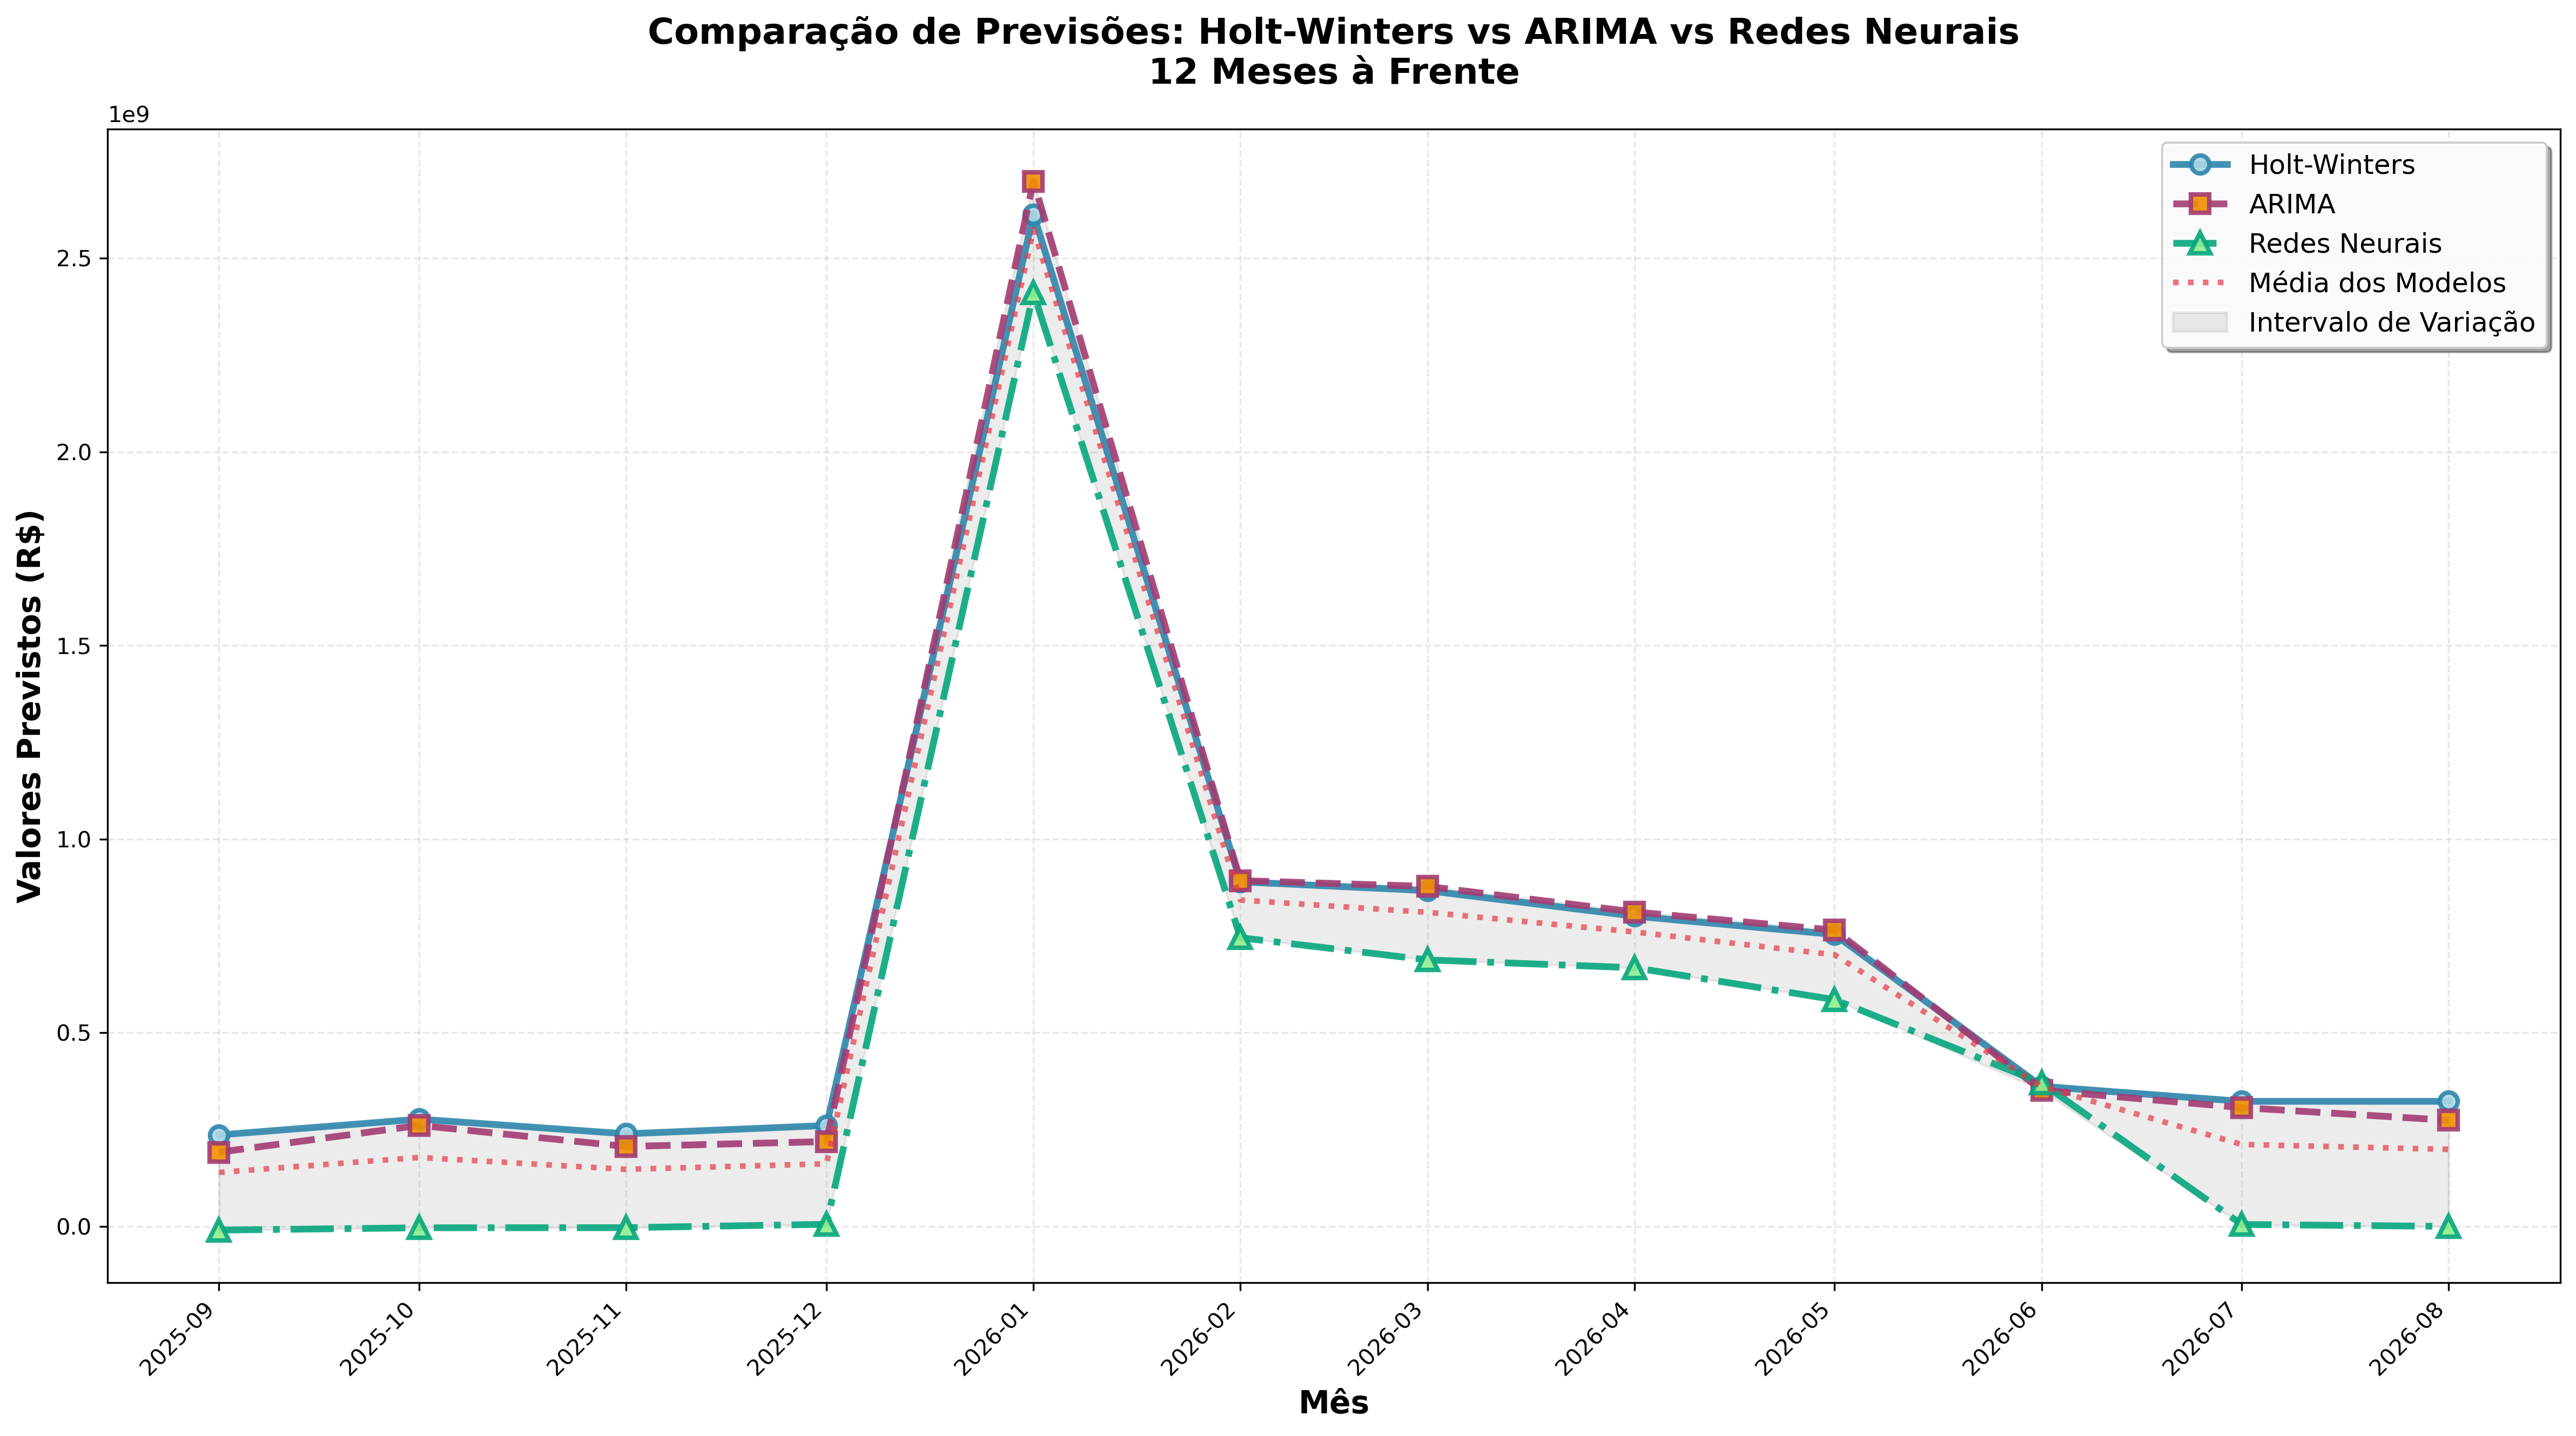 Comparação de Previsões: Holt-Winters vs ARIMA vs Redes Neurais
12 Meses à Frente
1e9
Holt-Winters
ARIMA
Redes Neurais
Média dos Modelos
Intervalo de Variação
Valores Previstos (R$)
2.5
2.0
1.5
1.0
0.5
0.0
2025-09
2025-10
2025-11
2025-12
2026-01
2026-02
2026-03
2026-04
2026-05
2026-06
2026-07
2026-08
Mês